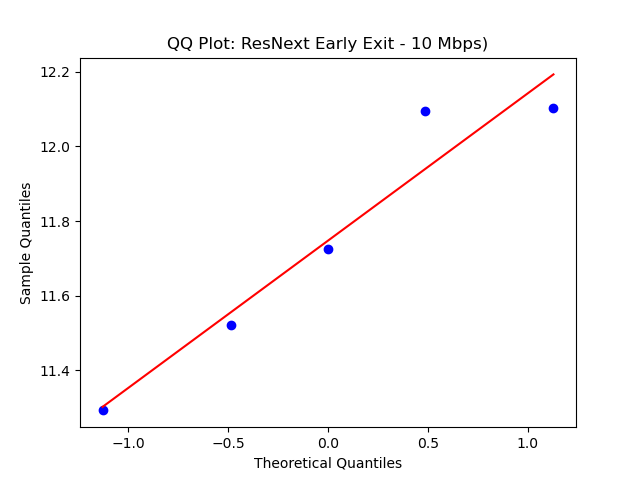 QQ Plot: ResNext Early Exit - 10 Mbps)
12.2
12.0
11.8
11.6
11.4
Sample Quantiles
−1.0 −0.5 0.0 0.5 1.0
Theoretical Quantiles